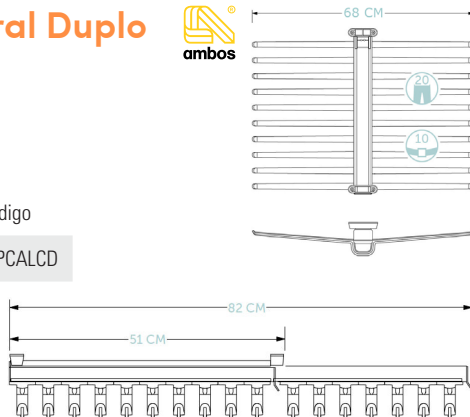 ral Duplo
ambos
68 CM
20
10
digo
PCALCD
82 CM
51 CM